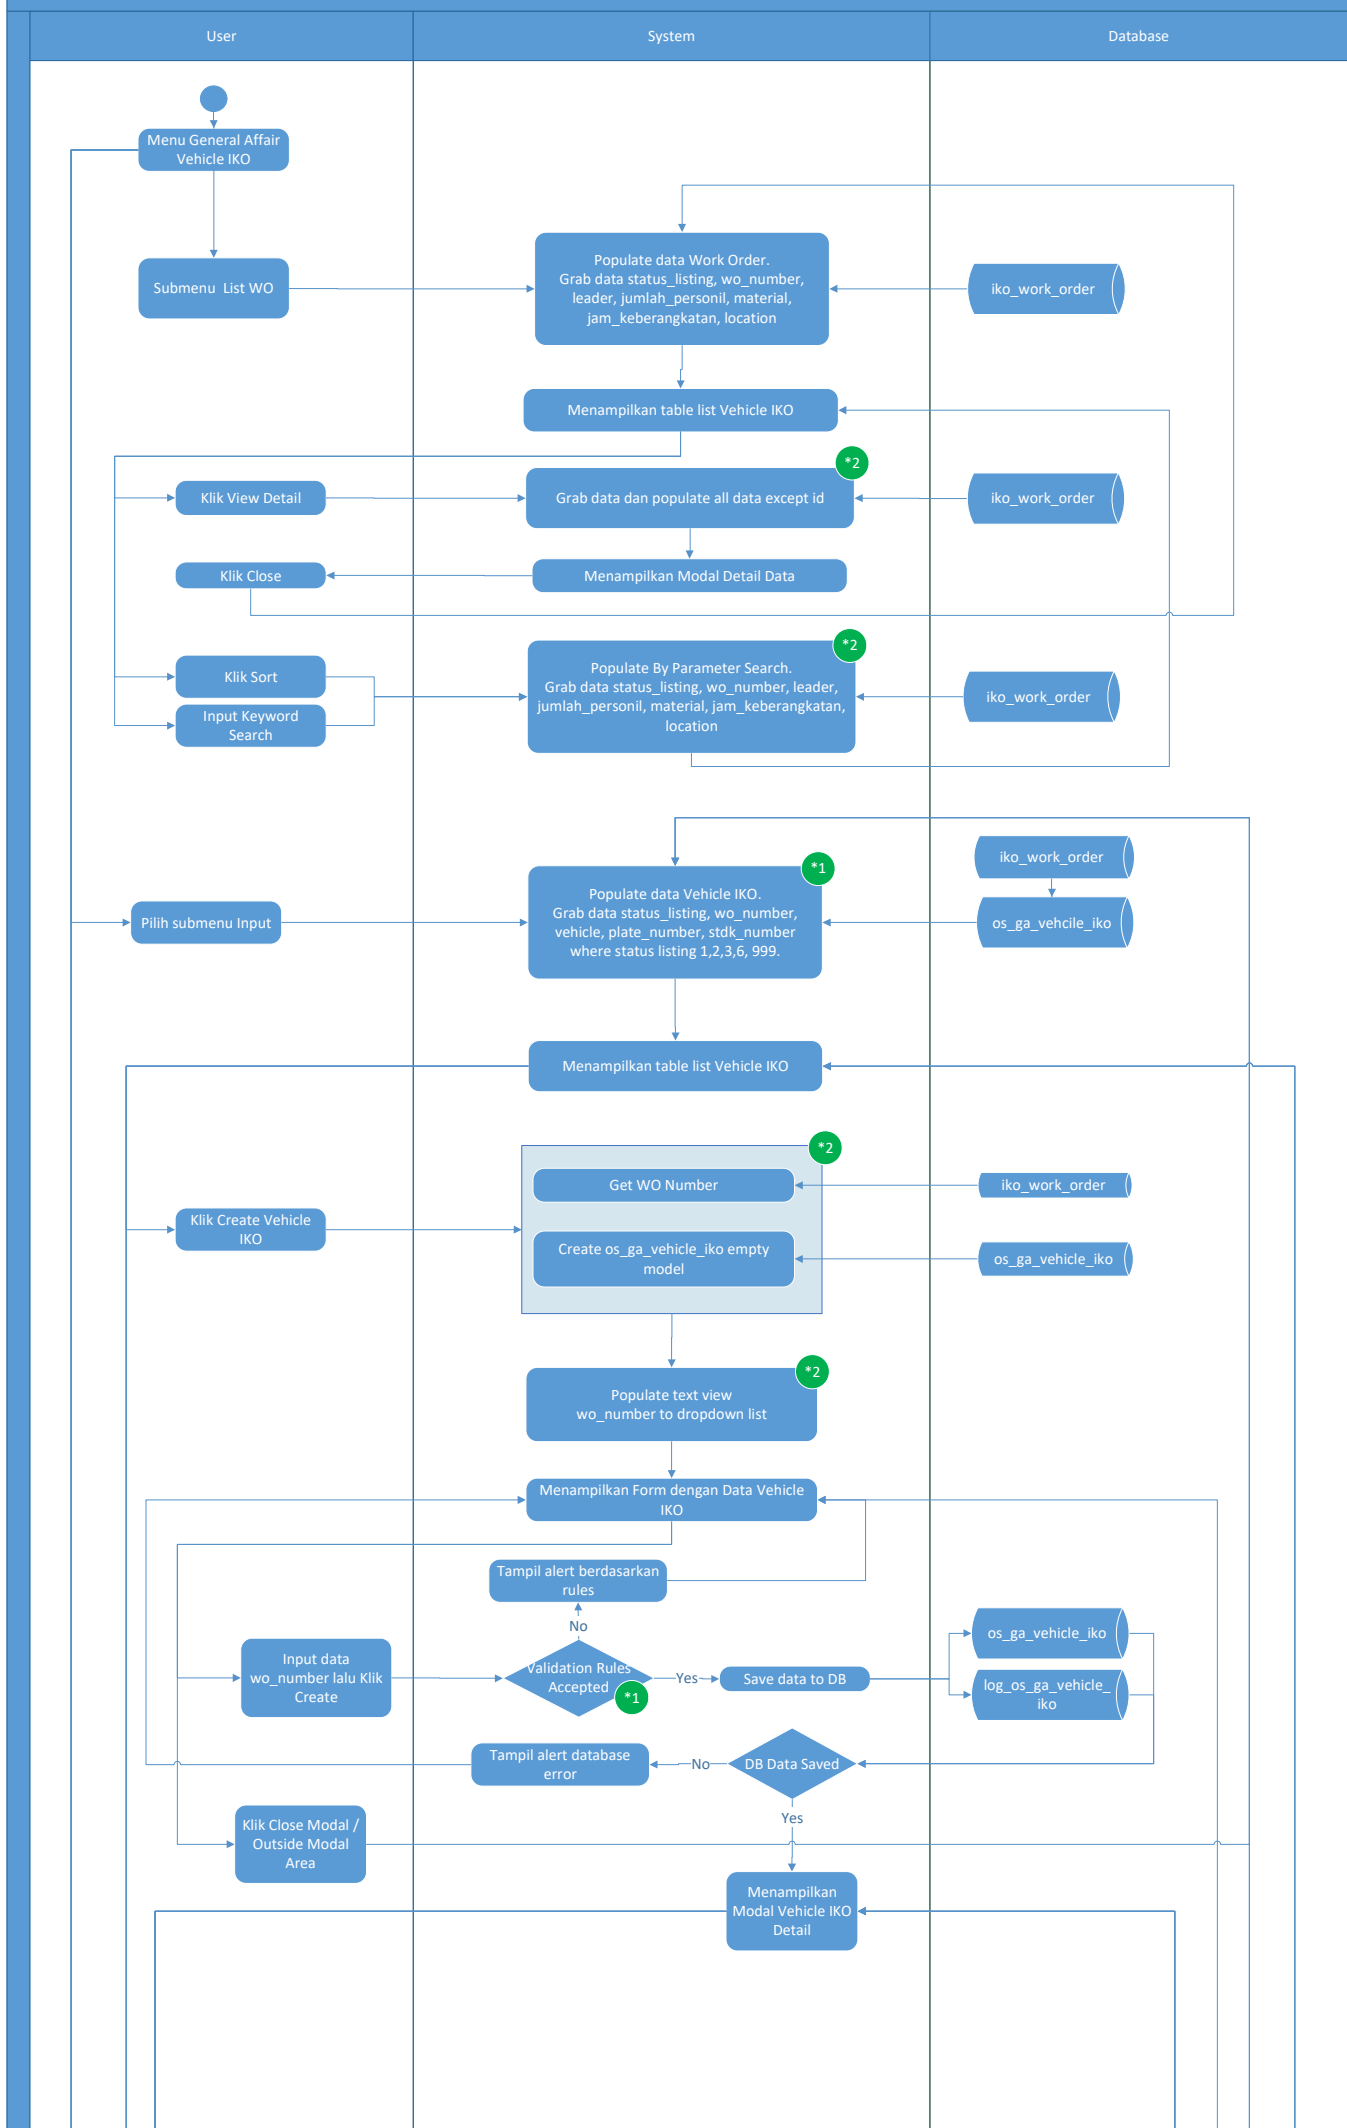 User
System
Database
Menu General Affair
Vehicle IKO
Submenu List WO
Populate data Work Order.
Grab data status_listing, wo_number,
leader, jumlah_personil, material,
jam_keberangkatan, location
iko_work_order
Menampilkan table list Vehicle IKO
*2
Klik View Detail
Grab data dan populate all data except id
iko_work_order
Klik Close
Menampilkan Modal Detail Data
*2
Klik Sort
Input Keyword
Search
Populate By Parameter Search.
Grab data status_listing, wo_number, leader,
jumlah_personil, material, jam_keberangkatan,
location
iko_work_order
*1
Pilih submenu Input
Populate data Vehicle IKO.
Grab data status_listing, wo_number,
vehicle, plate_number, stdk_number
where status listing 1,2,3,6, 999.
iko_work_order
os_ga_vehcile_iko
Menampilkan table list Vehicle IKO
*2
Klik Create Vehicle
IKO
Get WO Number
Create os_ga_vehicle_iko empty
model
iko_work_order
os_ga_vehicle_iko
*2
Populate text view
wo_number to dropdown list
Menampilkan Form dengan Data Vehicle
IKO
Tampil alert berdasarkan
rules
No
Input data
wo_number lalu Klik
Create
Validation Rules
Accepted
*1
Yes
Save data to DB
os_ga_vehicle_iko
log_os_ga_vehicle_
iko
Tampil alert database
error
No
DB Data Saved
Yes
Klik Close Modal /
Outside Modal
Area
Menampilkan
Modal Vehicle IKO
Detail